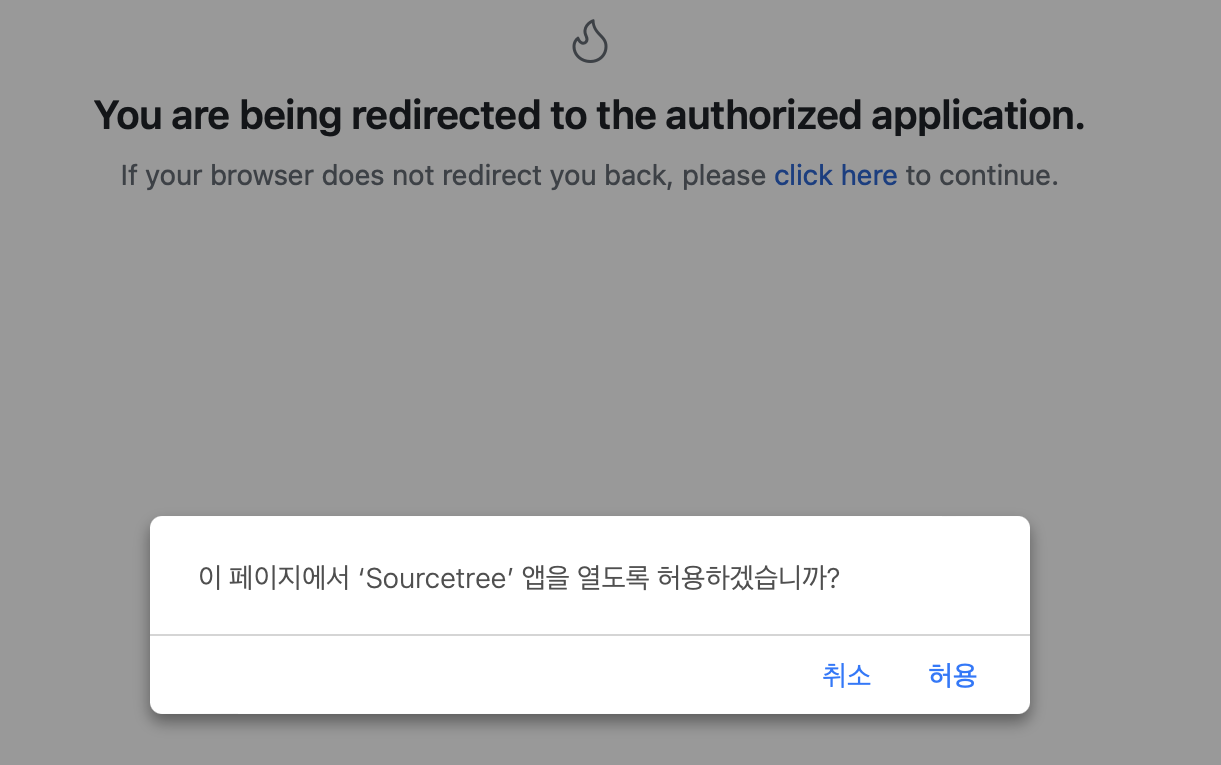 You are being redirected to the authorized application.
If your browser does not redirect you back, please click here to continue.
이 페이지에서 ‘Sourcetree’ 앱을 열도록 허용하겠습니까?
취소 허용